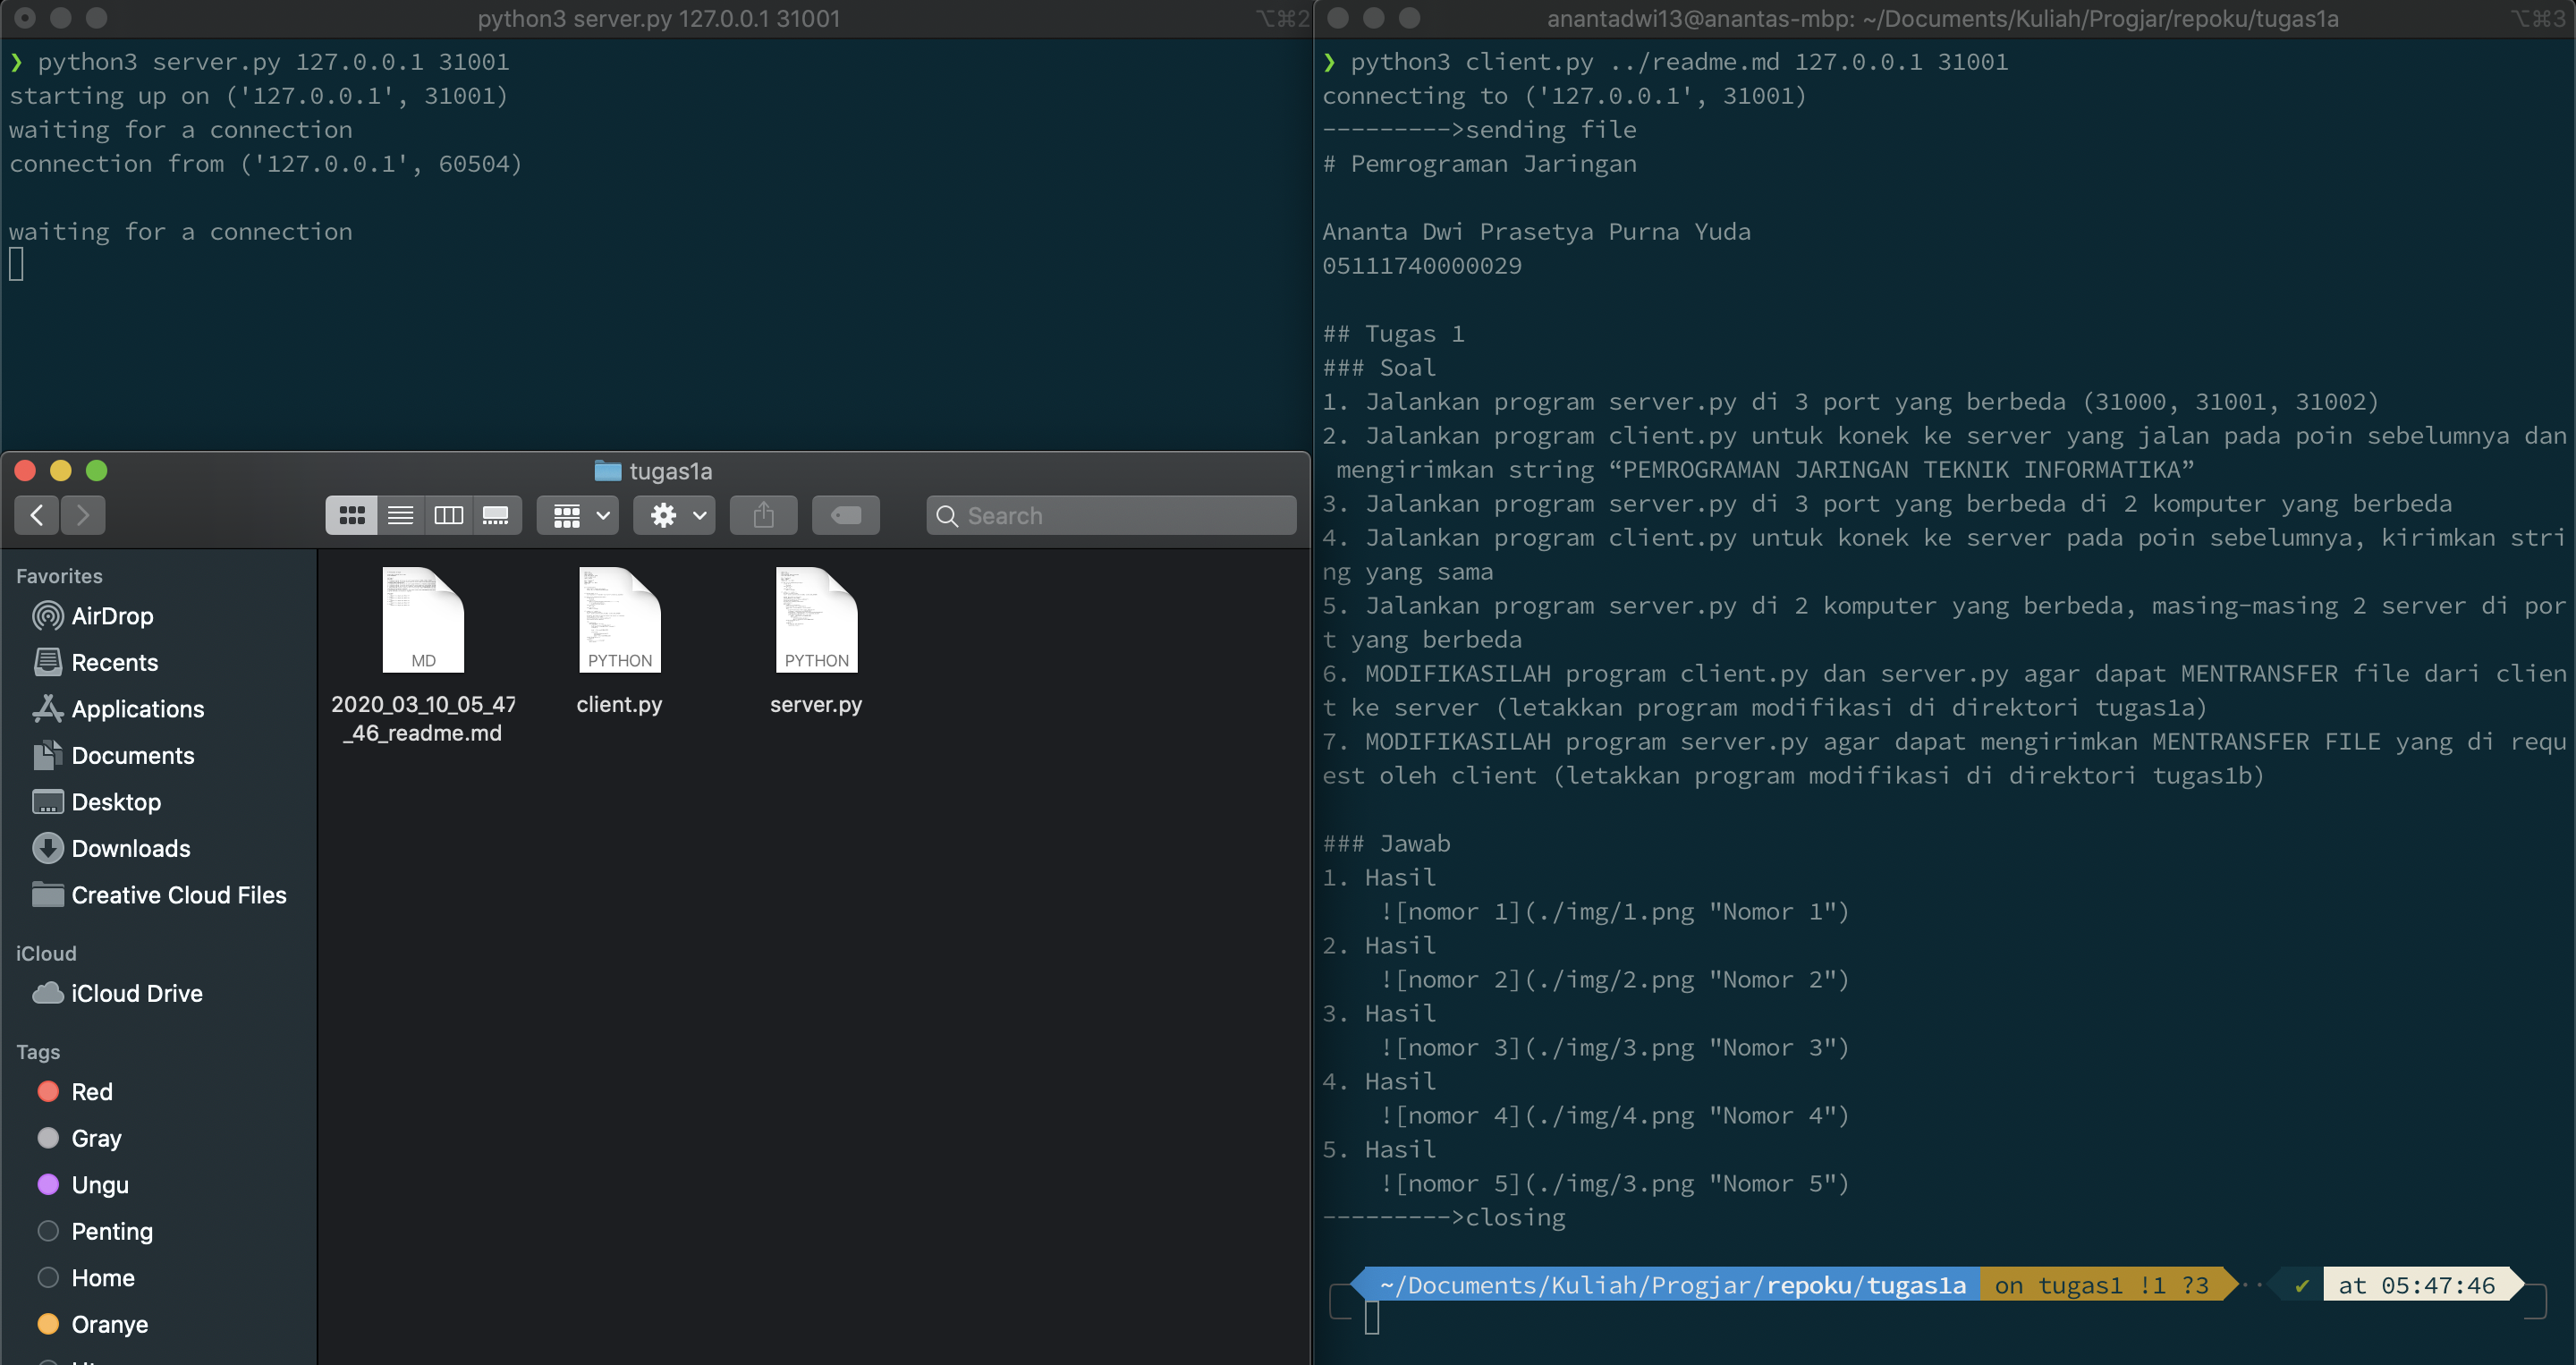 python3 server.py 127.0.0.1 31001
⌥⌘2
❯ python3 server.py 127.0.0.1 31001
starting up on ('127.0.0.1', 31001)
waiting for a connection
connection from ('127.0.0.1', 60504)
waiting for a connection
tugas1a
Search
Favorites
AirDrop
Recents
Applications
Documents
Desktop
Downloads
Creative Cloud Files
iCloud
iCloud Drive
Tags
Red
Gray
Ungu
Penting
Home
Oranye
MD
2020_03_10_05_47
_46_readme.md
PYTHON
client.py
PYTHON
server.py
anantadwi13@anantas-mbp: ~/Documents/Kuliah/Progjar/repoku/tugas1a
⌥⌘3
❯ python3 client.py ../readme.md 127.0.0.1 31001
connecting to ('127.0.0.1', 31001)
--------->sending file
# Pemrograman Jaringan
Ananta Dwi Prasetya Purna Yuda
05111740000029
## Tugas 1
### Soal
1. Jalankan program server.py di 3 port yang berbeda (31000, 31001, 31002)
2. Jalankan program client.py untuk konek ke server yang jalan pada poin sebelumnya dan
mengirimkan string “PEMROGRAMAN JARINGAN TEKNIK INFORMATIKA”
3. Jalankan program server.py di 3 port yang berbeda di 2 komputer yang berbeda
4. Jalankan program client.py untuk konek ke server pada poin sebelumnya, kirimkan stri
ng yang sama
5. Jalankan program server.py di 2 komputer yang berbeda, masing-masing 2 server di por
t yang berbeda
6. MODIFIKASILAH program client.py dan server.py agar dapat MENTRANSFER file dari clien
t ke server (letakkan program modifikasi di direktori tugas1a)
7. MODIFIKASILAH program server.py agar dapat mengirimkan MENTRANSFER FILE yang di requ
est oleh client (letakkan program modifikasi di direktori tugas1b)
### Jawab
1. Hasil
![nomor 1](./img/1.png "Nomor 1")
2. Hasil
![nomor 2](./img/2.png "Nomor 2")
3. Hasil
![nomor 3](./img/3.png "Nomor 3")
4. Hasil
![nomor 4](./img/4.png "Nomor 4")
5. Hasil
![nomor 5](./img/3.png "Nomor 5")
--------->closing
~/Documents/Kuliah/Progjar/repoku/tugas1a on tugas1 !1 ?3 ·· ✔ at 05:47:46